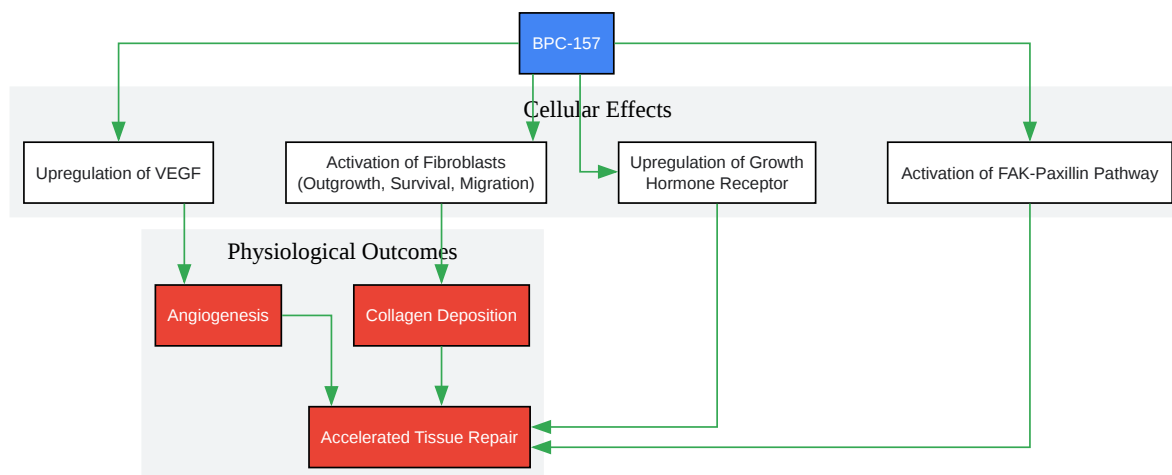 BPC-157
Cellular Effects
Upregulation of VEGF
Activation of Fibroblasts
(Outgrowth, Survival, Migration)
Upregulation of Growth
Hormone Receptor
Activation of FAK-Paxillin Pathway
Physiological Outcomes
Angiogenesis
Collagen Deposition
Accelerated Tissue Repair